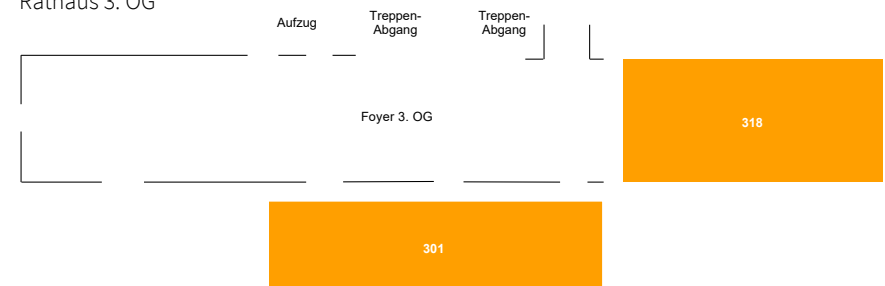 Rathaus 3. OG
Aufzug
Treppen-
Abgang
Treppen-
Abgang
Foyer 3. OG
318
301